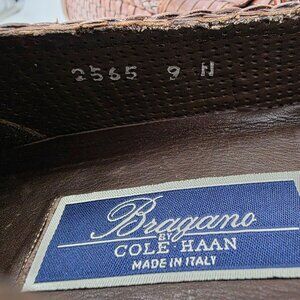 2565 9 N
Bragano
BY
COLE HAAN
MADE IN ITALY